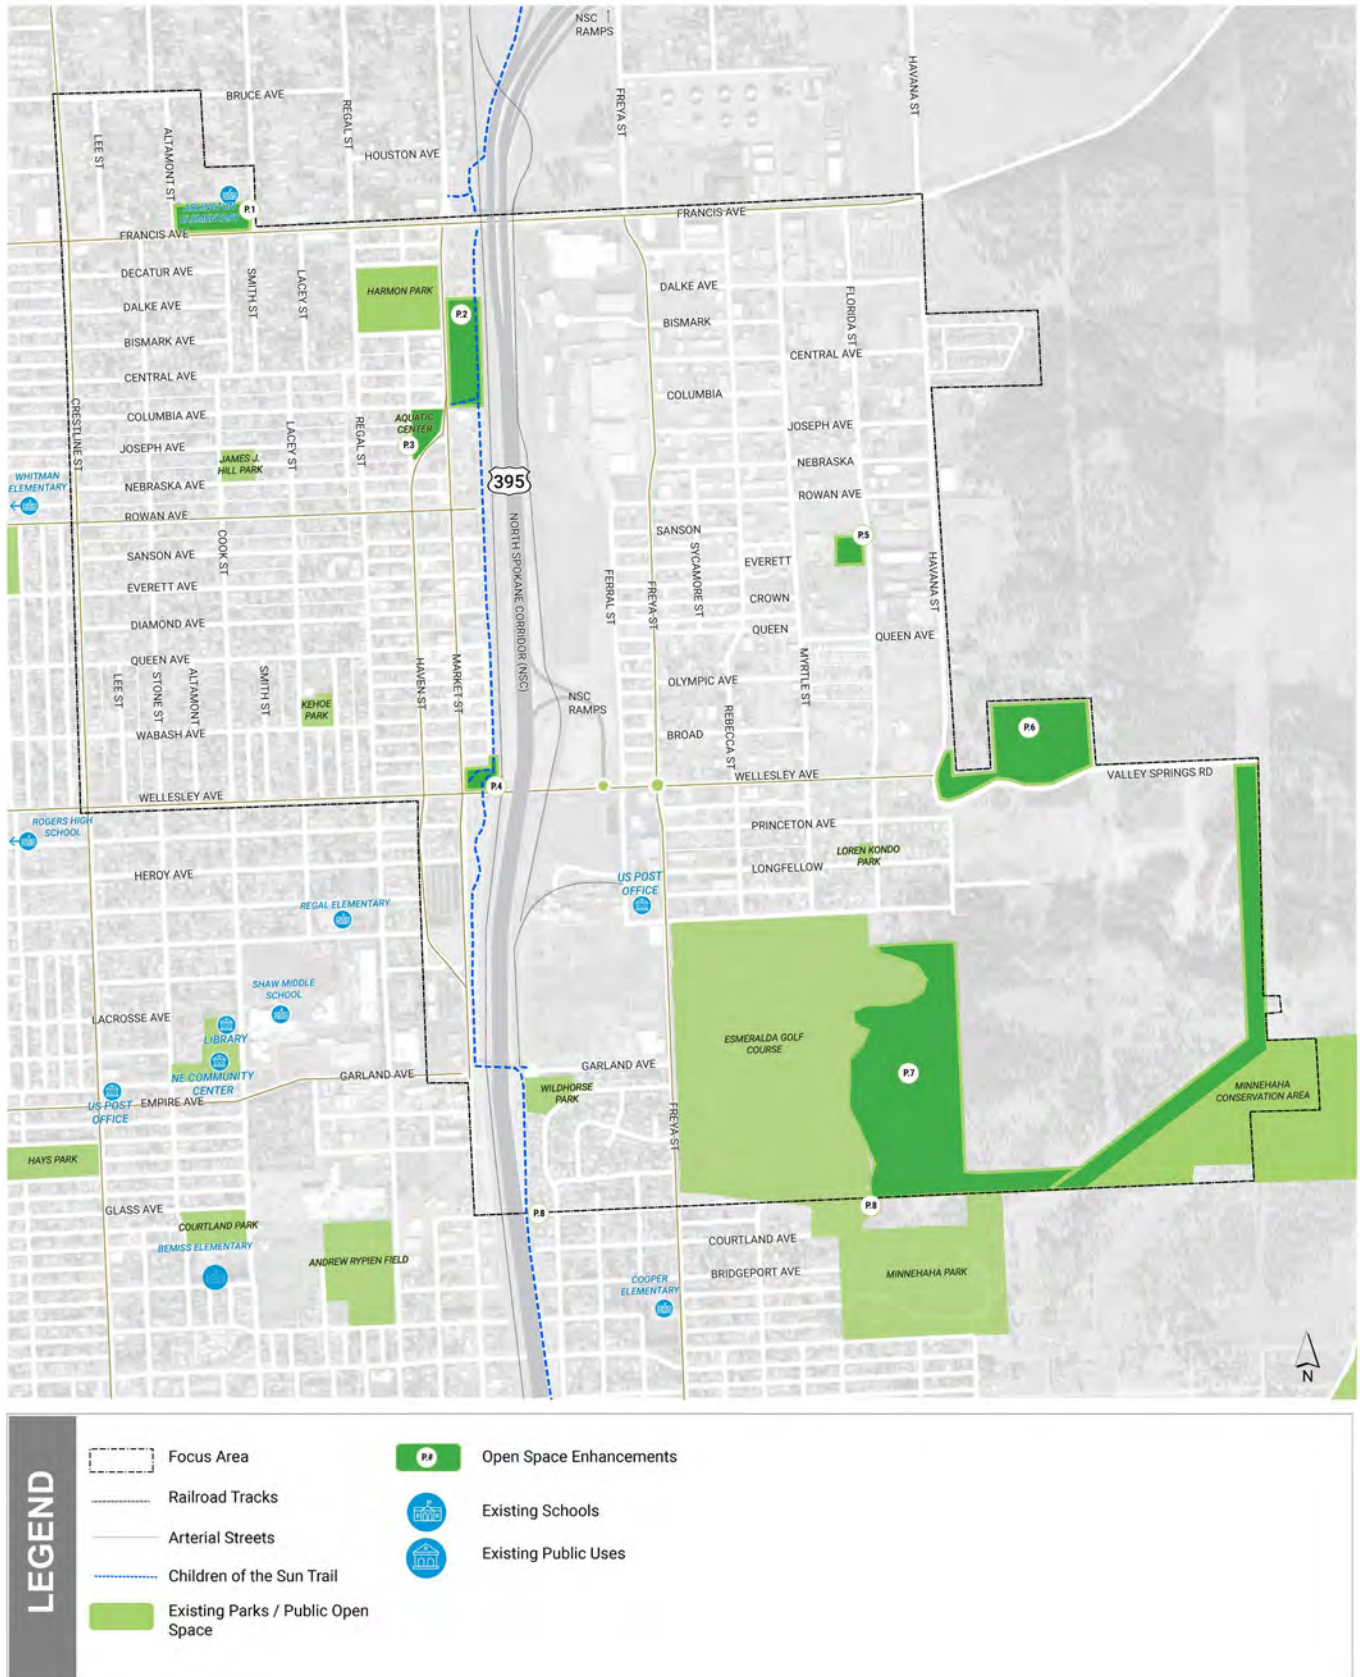 NSC
RAMPS
HAVANA ST
FREYA ST
BRUCE AVE
REGAL ST
LEE ST
ALTAMONT ST
HOUSTON AVE
ARLINGTON
ELEMENTARY
P.1
FRANCIS AVE
FRANCIS AVE
DECATUR AVE
SMITH ST
LACEY ST
HARMON PARK
DALKE AVE
DALKE AVE
FLORIDA ST
P.2
BISMARK
BISMARK AVE
CENTRAL AVE
CENTRAL AVE
COLUMBIA
CRESTLINE ST
COLUMBIA AVE
LACEY ST
REGAL ST
AQUATIC
CENTER
P.3
JOSEPH AVE
JOSEPH AVE
JAMES J.
HILL PARK
NEBRASKA
WHITMAN
ELEMENTARY
NEBRASKA AVE
395
ROWAN AVE
ROWAN AVE
NORTH SPOKANE CORRIDOR (NSC)
SANSON
SYCAMORE ST
P.5
COOK ST
SANSON AVE
EVERETT
HAVANA ST
EVERETT AVE
FERRAL ST
FREYA ST
CROWN
DIAMOND AVE
QUEEN
QUEEN AVE
QUEEN AVE
LEE ST
STONE ST
ALTAMONT
SMITH ST
HAVEN ST
MARKET ST
MYRTLE ST
OLYMPIC AVE
NSC
RAMPS
KEHOE
PARK
REBECCA ST
P.6
WABASH AVE
BROAD
WELLESLEY AVE
VALLEY SPRINGS RD
P.4
WELLESLEY AVE
ROGERS HIGH
SCHOOL
PRINCETON AVE
LOREN KONDO
PARK
LONGFELLOW
HEROY AVE
US POST
OFFICE
REGAL ELEMENTARY
SHAW MIDDLE
SCHOOL
LACROSSE AVE
LIBRARY
ESMERALDA GOLF
COURSE
GARLAND AVE
GARLAND AVE
NE COMMUNITY
CENTER
P.7
WILDHORSE
PARK
MINNEHAHA
CONSERVATION AREA
US POST
OFFICE
EMPIRE AVE
FREYA ST
HAYS PARK
GLASS AVE
P.8
P.8
COURTLAND PARK
COURTLAND AVE
BEMISS ELEMENTARY
ANDREW RYPIEN FIELD
BRIDGEPORT AVE
MINNEHAHA PARK
COOPER
ELEMENTARY
N
LEGEND
Focus Area
Railroad Tracks
Arterial Streets
Children of the Sun Trail
Existing Parks / Public Open
Space
P.#
Open Space Enhancements
Existing Schools
Existing Public Uses